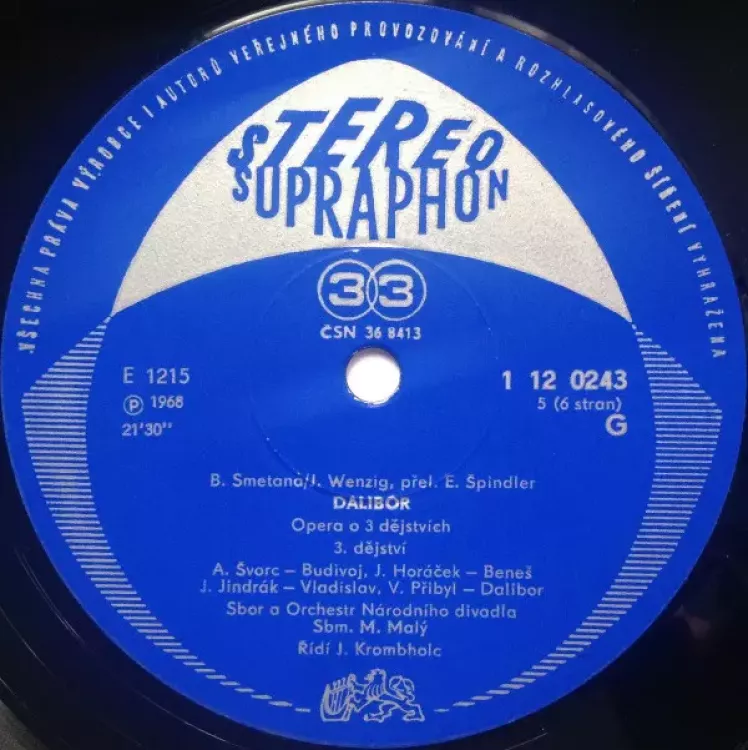 VŠECHNA PRÁVA VÝROBCE I AUTORŮ VEŘEJNÉHO PROVOZOVÁNÍ A ROZHLASOVÉHO ŠÍŘENÍ VYHRAŽENA
STEREO
SUPRAPHON
33
ČSN 36 8413
E 1215
Ⓟ 1968
21'30''
1 12 0243
5 (6 stran)
G
B. Smetana/J. Wenzig, přel. E. Špindler
DALIBOR
Opera o 3 dějstvích
3. dějství
A. Švorc – Budivoj, J. Horáček – Beneš
J. Jindrák – Vladislav, V. Přibyl – Dalibor
Sbor a Orchestr Národního divadla
Sbm. M. Malý
Řídí J. Krombholc